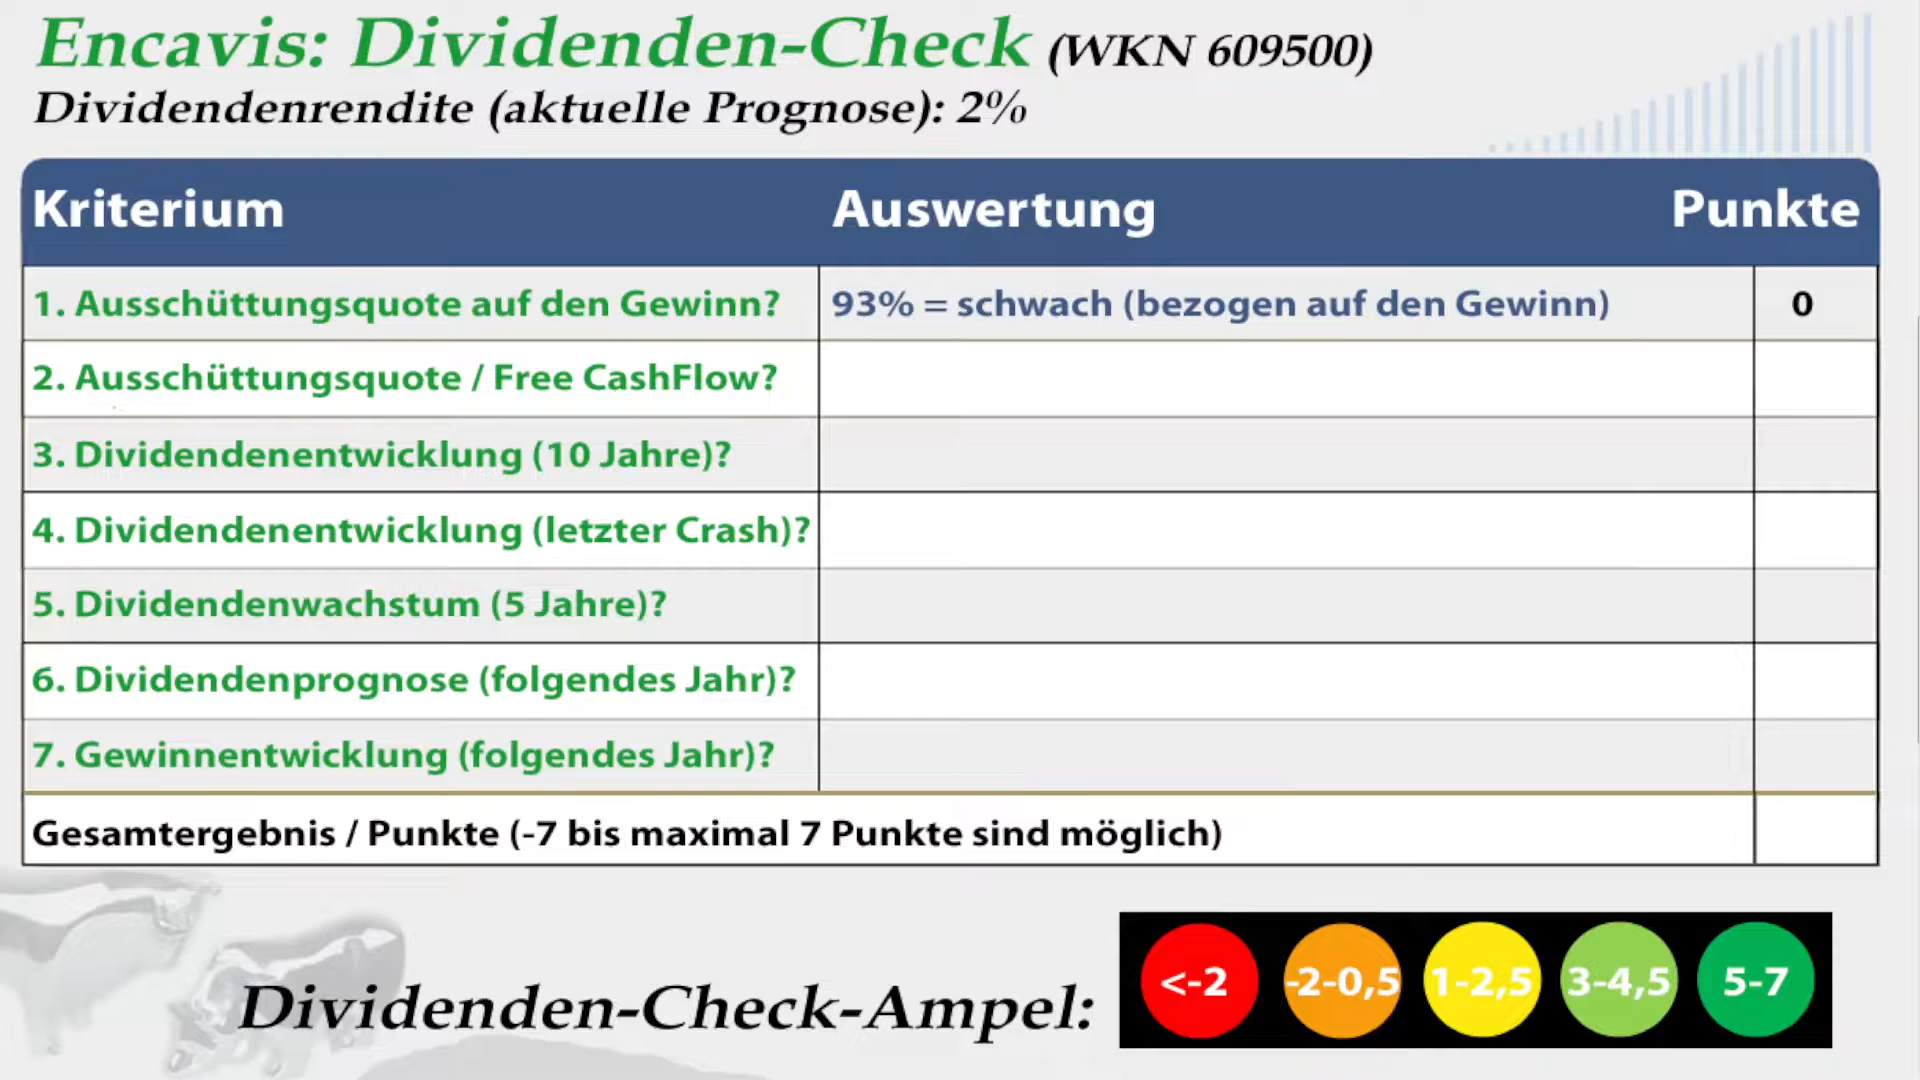 Encavis: Dividenden-Check (WKN 609500)
Dividendenrendite (aktuelle Prognose): 2%
Kriterium Auswertung Punkte
1. Ausschüttungsquote auf den Gewinn? 93% = schwach (bezogen auf den Gewinn) 0
2. Ausschüttungsquote / Free CashFlow?
3. Dividendenentwicklung (10 Jahre)?
4. Dividendenentwicklung (letzter Crash)?
5. Dividendenwachstum (5 Jahre)?
6. Dividendenprognose (folgendes Jahr)?
7. Gewinnentwicklung (folgendes Jahr)?
Gesamtergebnis / Punkte (-7 bis maximal 7 Punkte sind möglich)
Dividenden-Check-Ampel: <-2 -2-0,5 1-2,5 3-4,5 5-7